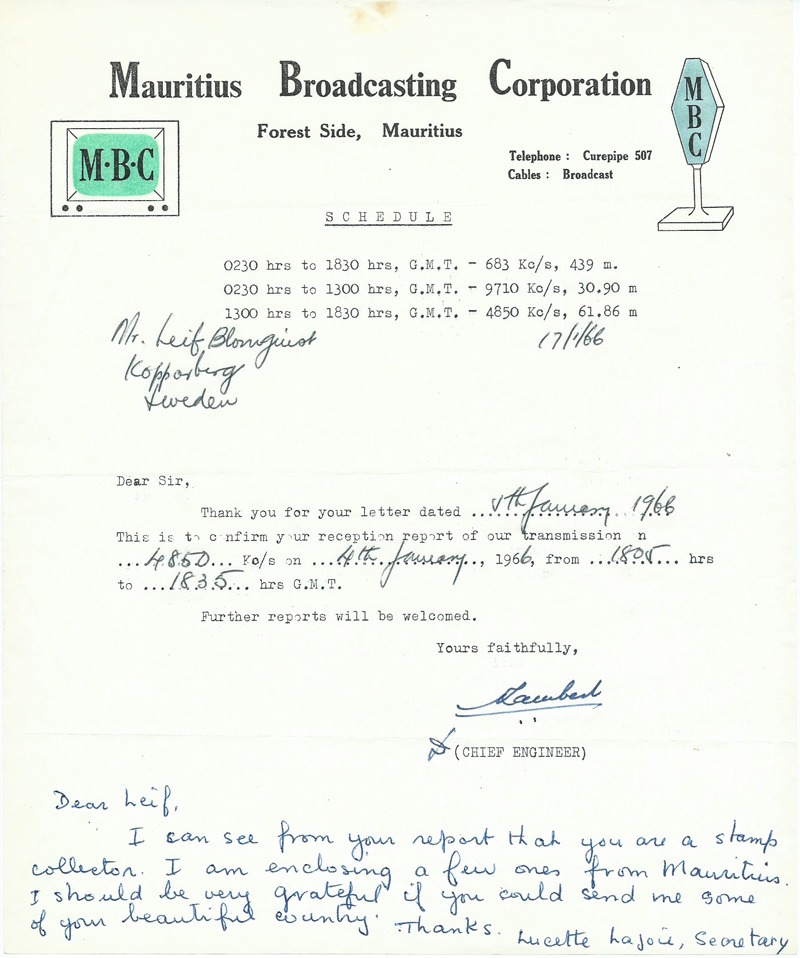 Mauritius Broadcasting Corporation
Forest Side, Mauritius
M·B·C
MBC
Telephone : Curepipe 507
Cables : Broadcast
SCHEDULE
0230 hrs to 1830 hrs, G.M.T. - 683 Kc/s, 439 m.
0230 hrs to 1300 hrs, G.M.T. - 9710 Kc/s, 30.90 m
1300 hrs to 1830 hrs, G.M.T. - 4850 Kc/s, 61.86 m
Mr. Leif Blomquist
17/1/66
Kopparberg
Sweden
Dear Sir,
Thank you for your letter dated ... January 1966
This is to confirm your reception report of our transmission n
...4850... Kc/s on ...4th January..., 1966, from ...1805... hrs
to ...1835... hrs G.M.T.
Further reports will be welcomed.
Yours faithfully,
(CHIEF ENGINEER)
Dear Leif,
I can see from your report that you are a stamp
collector. I am enclosing a few ones from Mauritius.
I should be very grateful if you could send me some
of your beautiful country. Thanks.
Lucette Lajoie, Secretary